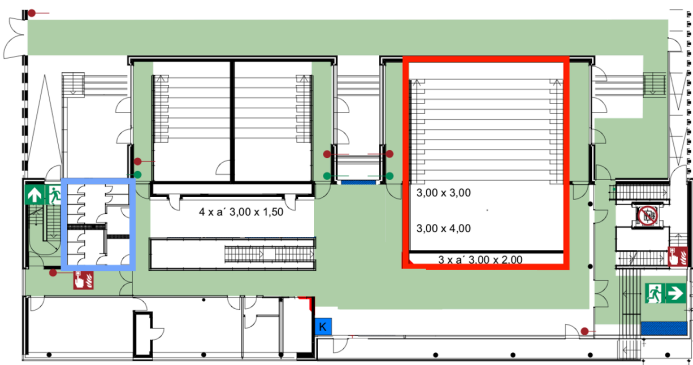 3,00 x 3,00
4 x a´ 3,00 x 1,50
3,00 x 4,00
3 x a´ 3,00 x 2,00
K